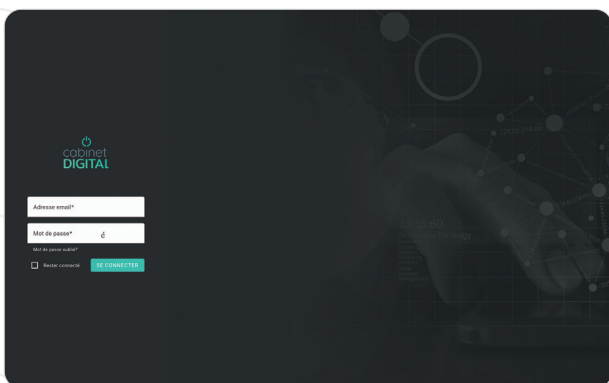 cabinet
DIGITAL
Adresse email*
Mot de passe*
é
Mot de passe oublié?
Rester connecté
SE CONNECTER